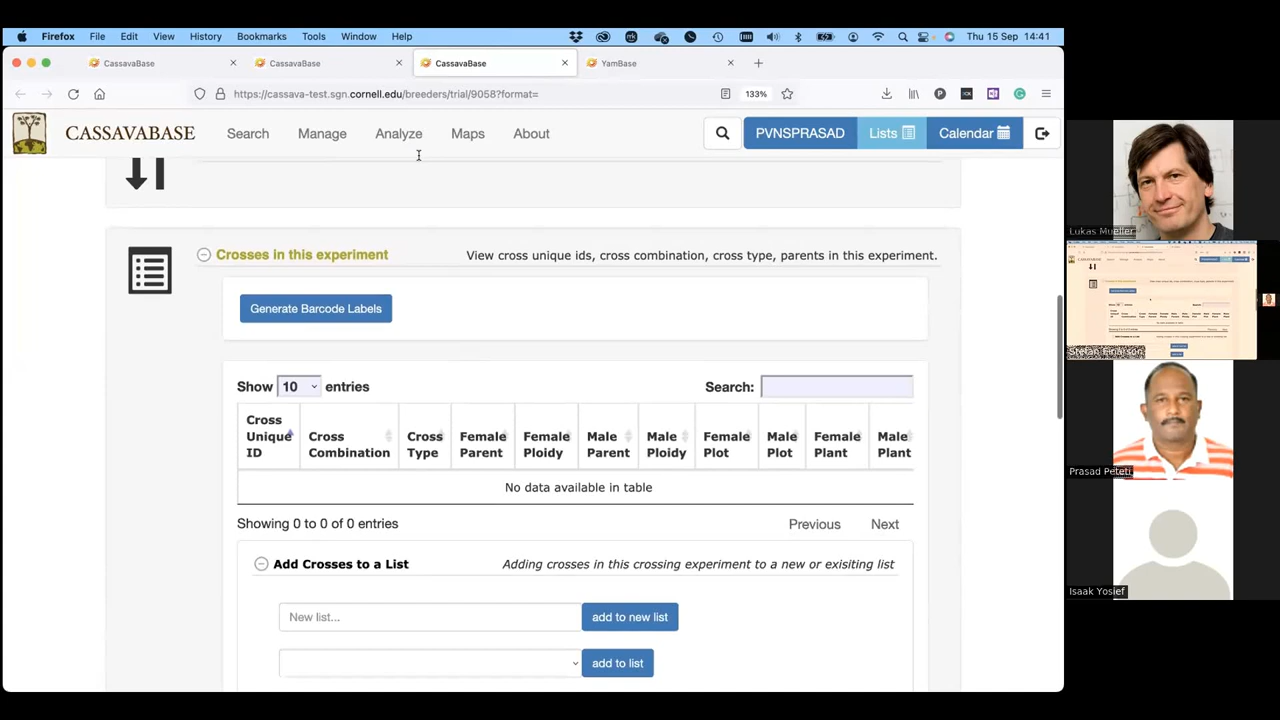 Firefox File Edit View History Bookmarks Tools Window Help Thu 15 Sep 14:41
CassavaBase CassavaBase CassavaBase YamBase
https://cassava-test.sgn.cornell.edu/breeders/trial/9058?format= 133%
CASSAVABASE Search Manage Analyze Maps About PVNSPRASAD Lists Calendar
Crosses in this experiment View cross unique ids, cross combination, cross type, parents in this experiment.
Generate Barcode Labels
Show 10 entries Search:
Cross Unique ID
Cross Combination
Cross Type
Female Parent
Female Ploidy
Male Parent
Male Ploidy
Female Plot
Male Plot
Female Plant
Male Plant
No data available in table
Showing 0 to 0 of 0 entries Previous Next
Add Crosses to a List Adding crosses in this crossing experiment to a new or exisiting list
New list... add to new list
add to list
Lukas Mueller
Stefan Einarson
Prasad Peteti
Isaak Yosief